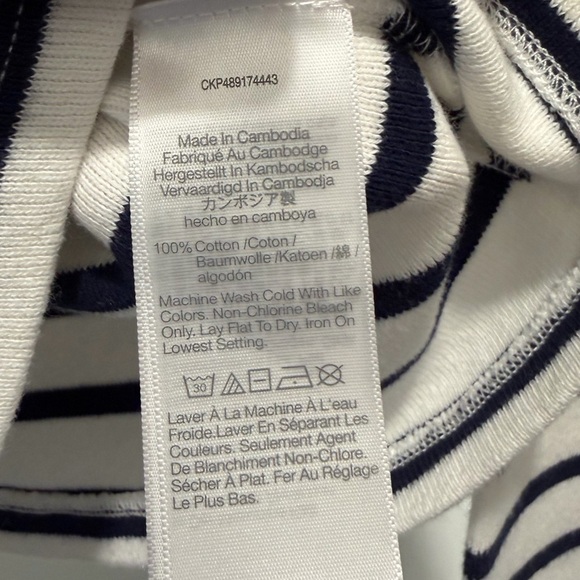 CKP489174443
Made In Cambodia
Fabriqué Au Cambodge
Hergestellt In Kambodscha
Vervaardigd In Cambodja
カンボジア製
hecho en camboya
100% Cotton /Coton /
Baumwolle /Katoen /綿 /
algodón
Machine Wash Cold With Like
Colors. Non-Chlorine Bleach
Only. Lay Flat To Dry. Iron On
Lowest Setting.
30
Laver À La Machine À L'eau
Froide.Laver En Séparant Les
Couleurs. Seulement Agent
De Blanchiment Non-Chlore.
Sécher À Plat. Fer Au Réglage
Le Plus Bas.